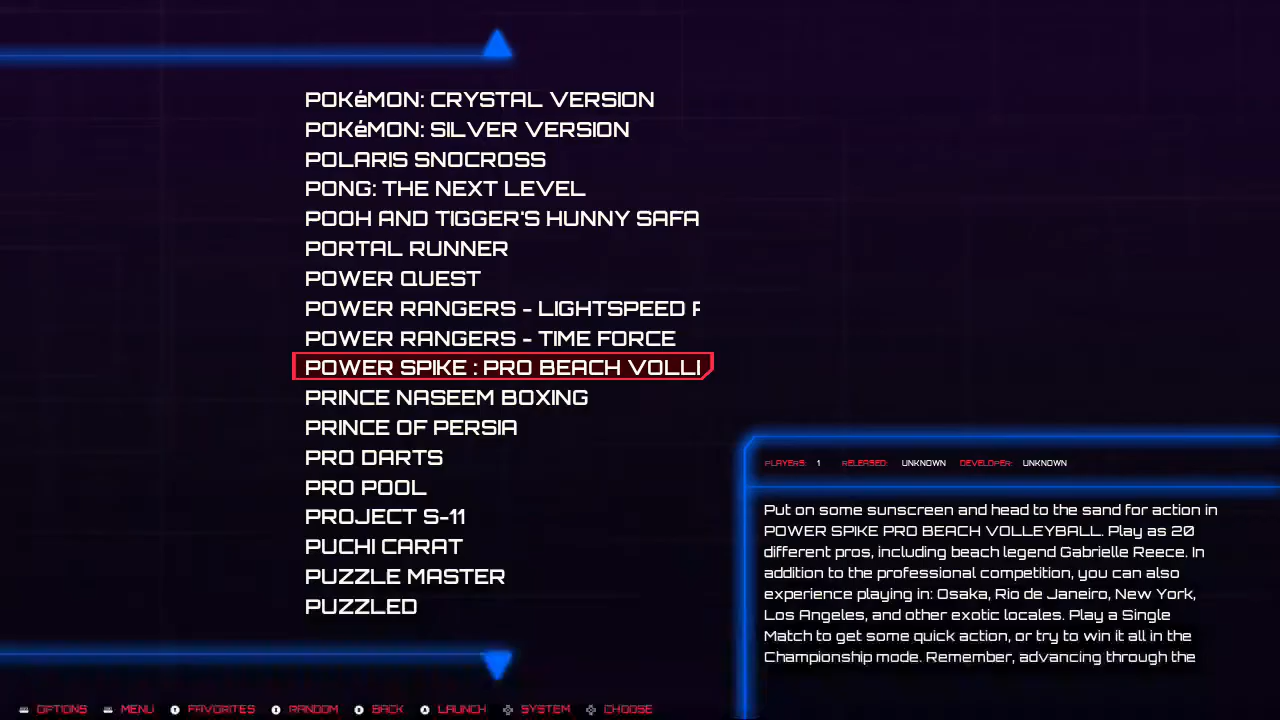 POKéMON: CRYSTAL VERSION
POKéMON: SILVER VERSION
POLARIS SNOCROSS
PONG: THE NEXT LEVEL
POOH AND TIGGER'S HUNNY SAFA
PORTAL RUNNER
POWER QUEST
POWER RANGERS - LIGHTSPEED
POWER RANGERS - TIME FORCE
POWER SPIKE : PRO BEACH VOLL
PRINCE NASEEM BOXING
PRINCE OF PERSIA
PRO DARTS
PRO POOL
PROJECT S-11
PUCHI CARAT
PUZZLE MASTER
PUZZLED
PLAYERS: 1 RELEASED: UNKNOWN DEVELOPER: UNKNOWN
Put on some sunscreen and head to the sand for action in
POWER SPIKE PRO BEACH VOLLEYBALL. Play as 20
different pros, including beach legend Gabrielle Reece. In
addition to the professional competition, you can also
experience playing in: Osaka, Rio de Janeiro, New York,
Los Angeles, and other exotic locales. Play a Single
Match to get some quick action, or try to win it all in the
Championship mode. Remember, advancing through the
OPTIONS MENU FAVORITES RANDOM BACK LAUNCH SYSTEM CHOOSE